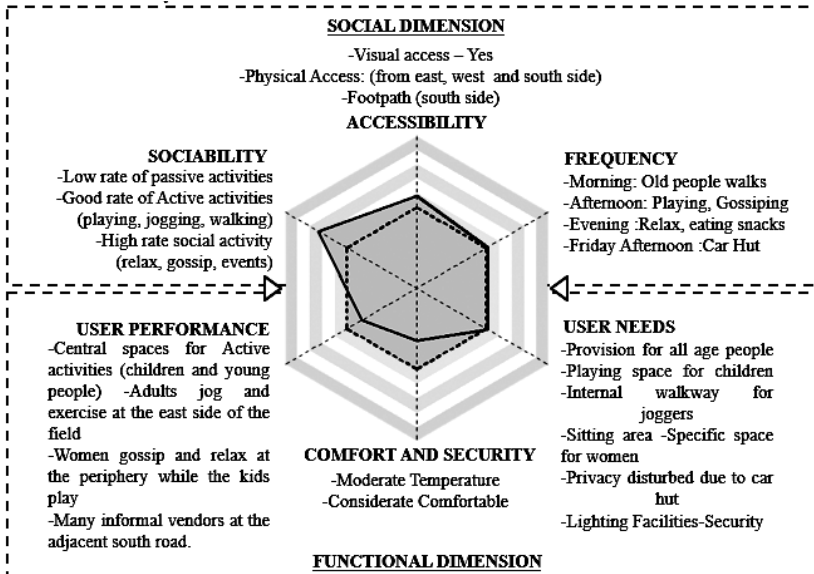 SOCIAL DIMENSION
-Visual access – Yes
-Physical Access: (from east, west and south side)
-Footpath (south side)
ACCESSIBILITY
SOCIABILITY
-Low rate of passive activities
-Good rate of Active activities
(playing, jogging, walking)
-High rate social activity
(relax, gossip, events)
FREQUENCY
-Morning: Old people walks
-Afternoon: Playing, Gossiping
-Evening :Relax, eating snacks
-Friday Afternoon :Car Hut
USER PERFORMANCE
-Central spaces for Active
activities (children and young
people) -Adults jog and
exercise at the east side of the
field
-Women gossip and relax at
the periphery while the kids
play
-Many informal vendors at the
adjacent south road.
USER NEEDS
-Provision for all age people
-Playing space for children
-Internal walkway for
joggers
-Sitting area -Specific space
for women
-Privacy disturbed due to car
hut
-Lighting Facilities-Security
COMFORT AND SECURITY
-Moderate Temperature
-Considerate Comfortable
FUNCTIONAL DIMENSION